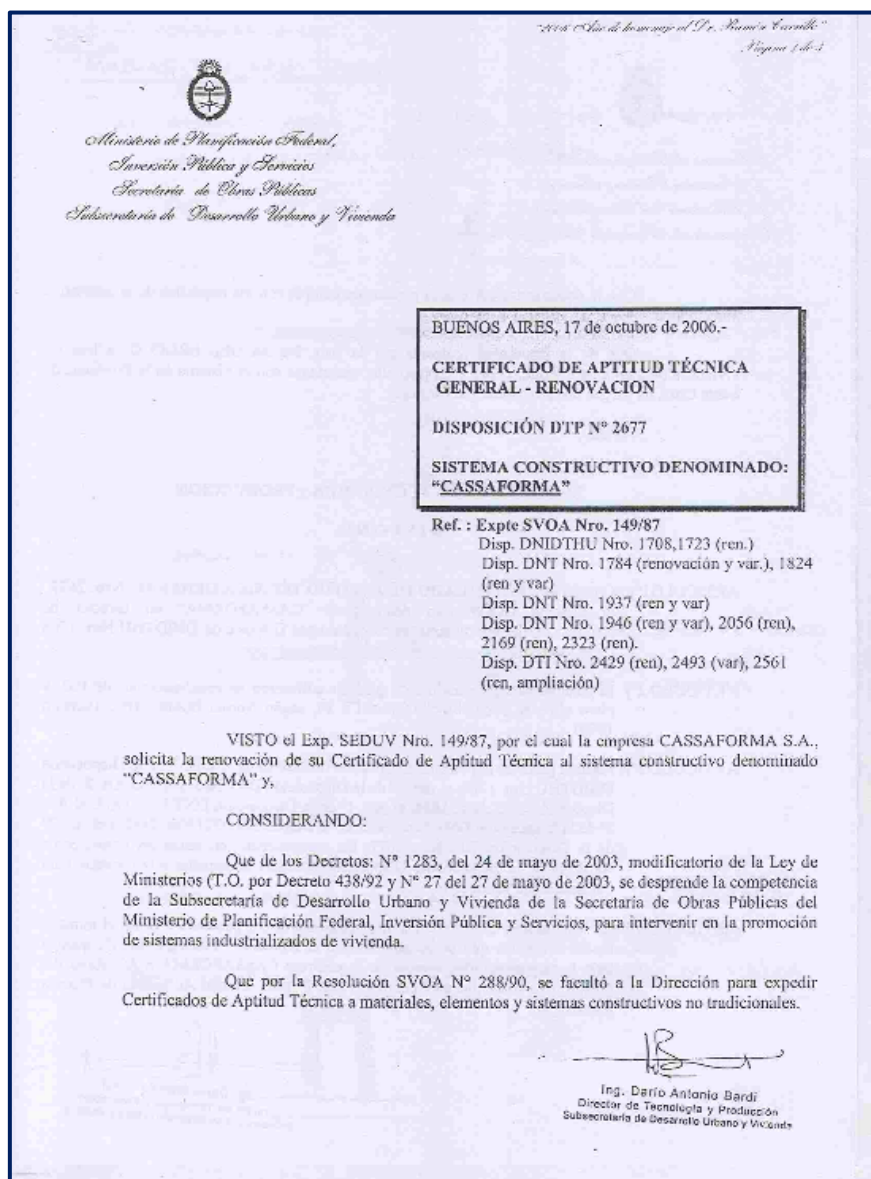 "2006 Año de homenaje al Dr. Ramón Carrillo"
Página 1 de 4
Ministerio de Planificación Federal,
Inversión Pública y Servicios
Secretaría de Obras Públicas
Subsecretaría de Desarrollo Urbano y Vivienda
BUENOS AIRES, 17 de octubre de 2006.-
CERTIFICADO DE APTITUD TÉCNICA
GENERAL - RENOVACION
DISPOSICIÓN DTP Nº 2677
SISTEMA CONSTRUCTIVO DENOMINADO:
“CASSAFORMA”
Ref. : Expte SVOA Nro. 149/87
Disp. DNIDTHU Nro. 1708,1723 (ren.)
Disp. DNT Nro. 1784 (renovación y var.), 1824
(ren y var)
Disp. DNT Nro. 1937 (ren y var)
Disp. DNT Nro. 1946 (ren y var), 2056 (ren),
2169 (ren), 2323 (ren).
Disp. DTI Nro. 2429 (ren), 2493 (var), 2561
(ren, ampliación)
VISTO el Exp. SEDUV Nro. 149/87, por el cual la empresa CASSAFORMA S.A.,
solicita la renovación de su Certificado de Aptitud Técnica al sistema constructivo denominado
“CASSAFORMA” y,
CONSIDERANDO:
Que de los Decretos: Nº 1283, del 24 de mayo de 2003, modificatorio de la Ley de
Ministerios (T.O. por Decreto 438/92 y Nº 27 del 27 de mayo de 2003, se desprende la competencia
de la Subsecretaría de Desarrollo Urbano y Vivienda de la Secretaría de Obras Públicas del
Ministerio de Planificación Federal, Inversión Pública y Servicios, para intervenir en la promoción
de sistemas industrializados de vivienda.
Que por la Resolución SVOA Nº 288/90, se facultó a la Dirección para expedir
Certificados de Aptitud Técnica a materiales, elementos y sistemas constructivos no tradicionales.
Ing. Darío Antonio Bardi
Director de Tecnología y Producción
Subsecretaría de Desarrollo Urbano y Vivienda